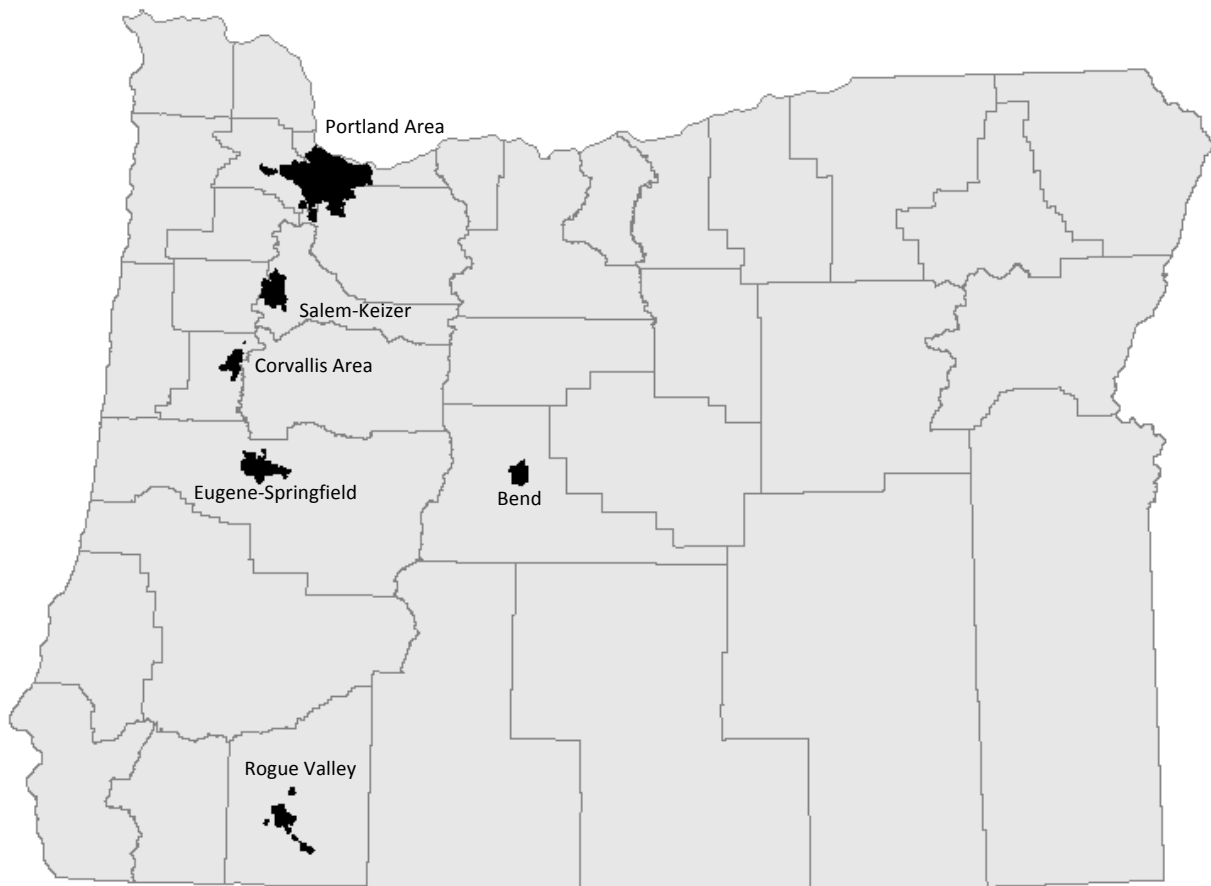 Portland Area
Salem-Keizer
Corvallis Area
Eugene-Springfield
Bend
Rogue Valley